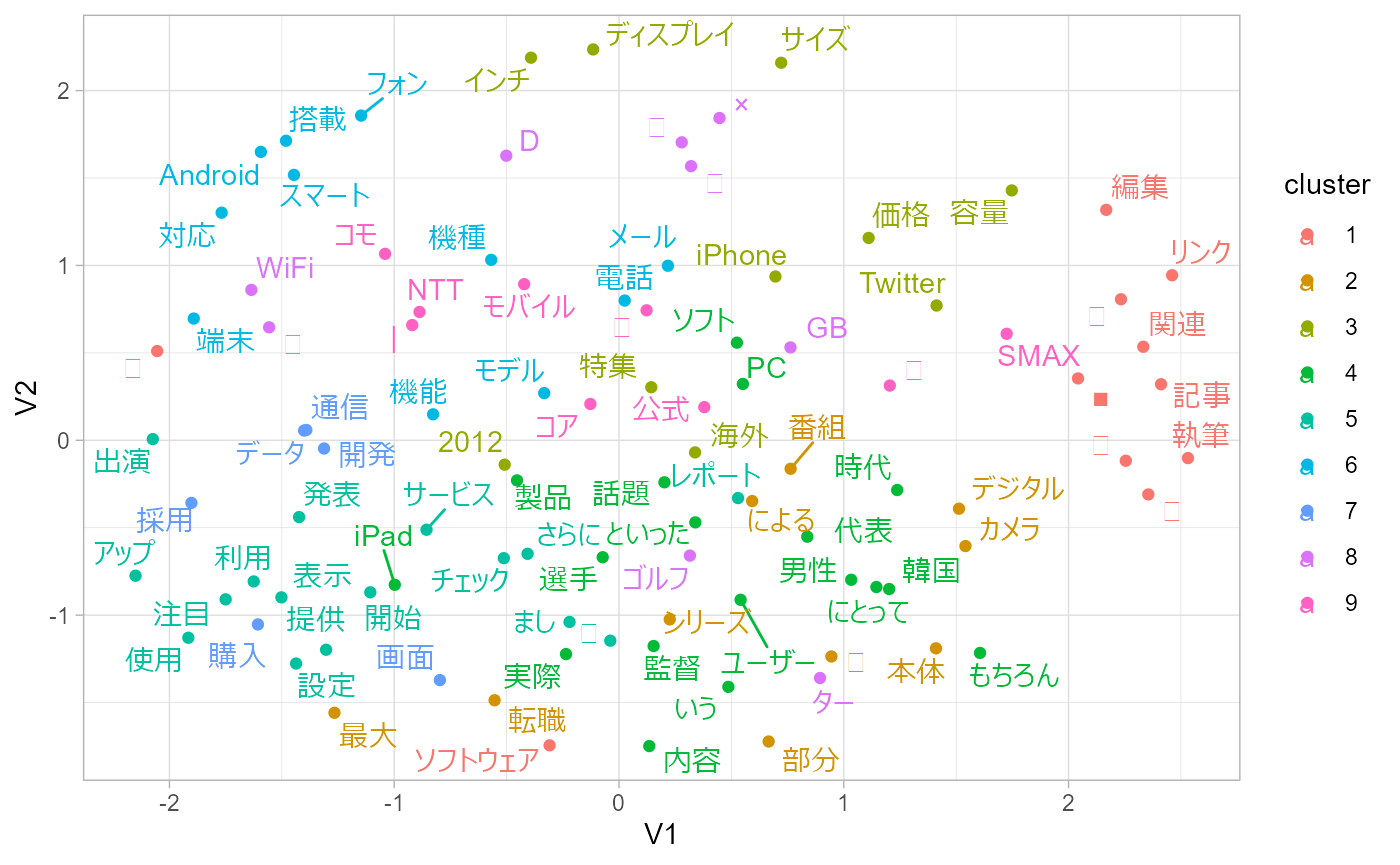 ディスプレイ
サイズ
インチ
フォン
2
×
搭載
D
Android
スマート
編集
価格
容量
対応
コモ
機種
メール
リンク
1
WiFi
電話
iPhone
NTT
モバイル
Twitter
ソフト
GB
関連
端末
SMAX
特集
PC
モデル
機能
記事
通信
コア
公式
0
2012
海外
番組
執筆
データ
開発
出演
レポート
時代
発表
サービス
製品
話題
デジタル
採用
iPad
さらに
といった
による
代表
カメラ
アップ
利用
表示
チェック
選手
ゴルフ
男性
韓国
-1
注目
提供
開始
まし
シリーズ
にとって
使用
購入
画面
実際
監督
ユーザー
本体
もちろん
設定
いう
ター
最大
転職
ソフトウェア
内容
部分
-2
-1
0
1
2
V1
V2
cluster
a 1
a 2
a 3
a 4
a 5
a 6
a 7
a 8
a 9